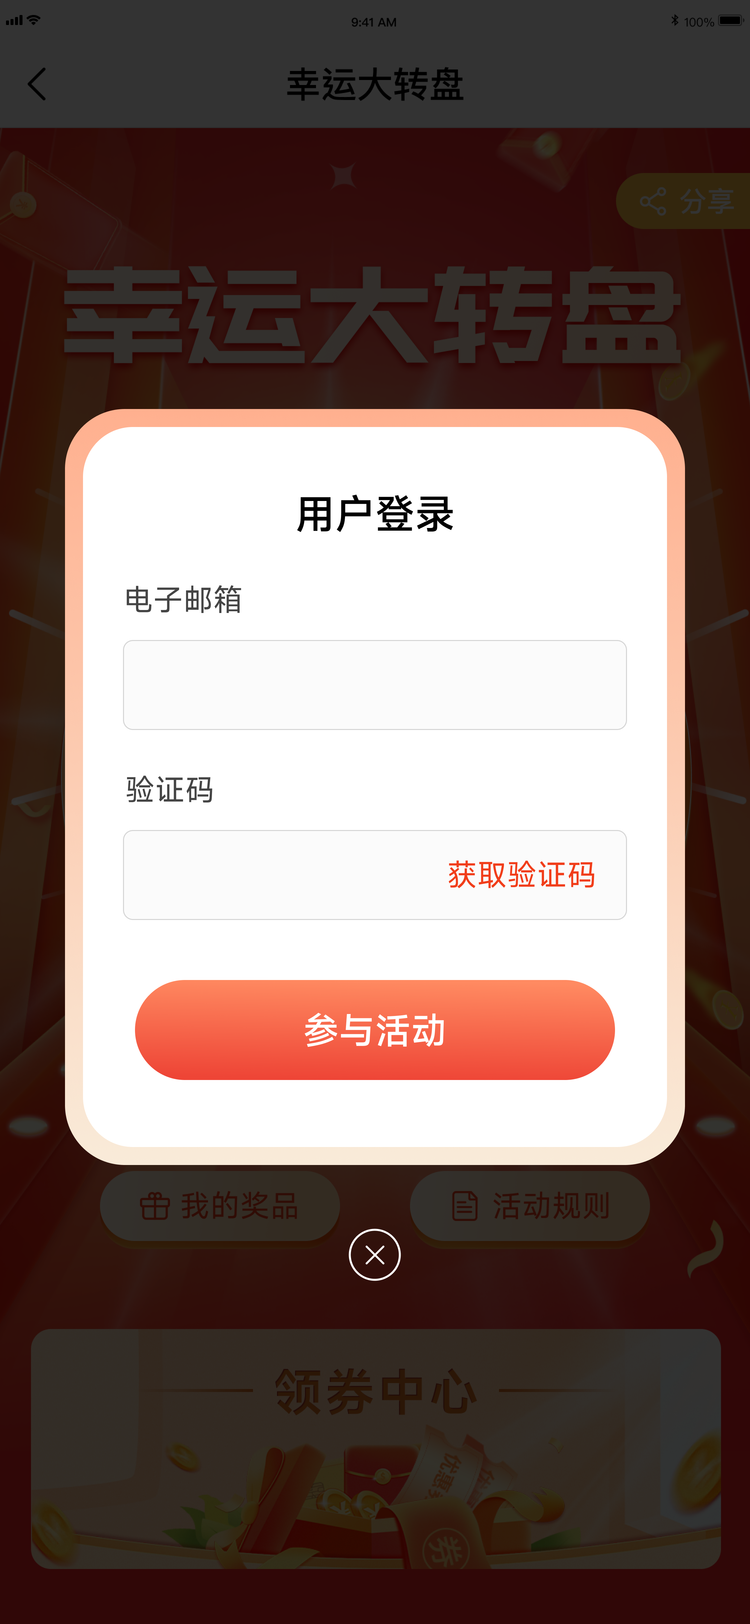 9:41 AM
100%
幸运大转盘
分享
幸运大转盘
用户登录
电子邮箱
验证码
获取验证码
参与活动
我的奖品
活动规则
领券中心
券